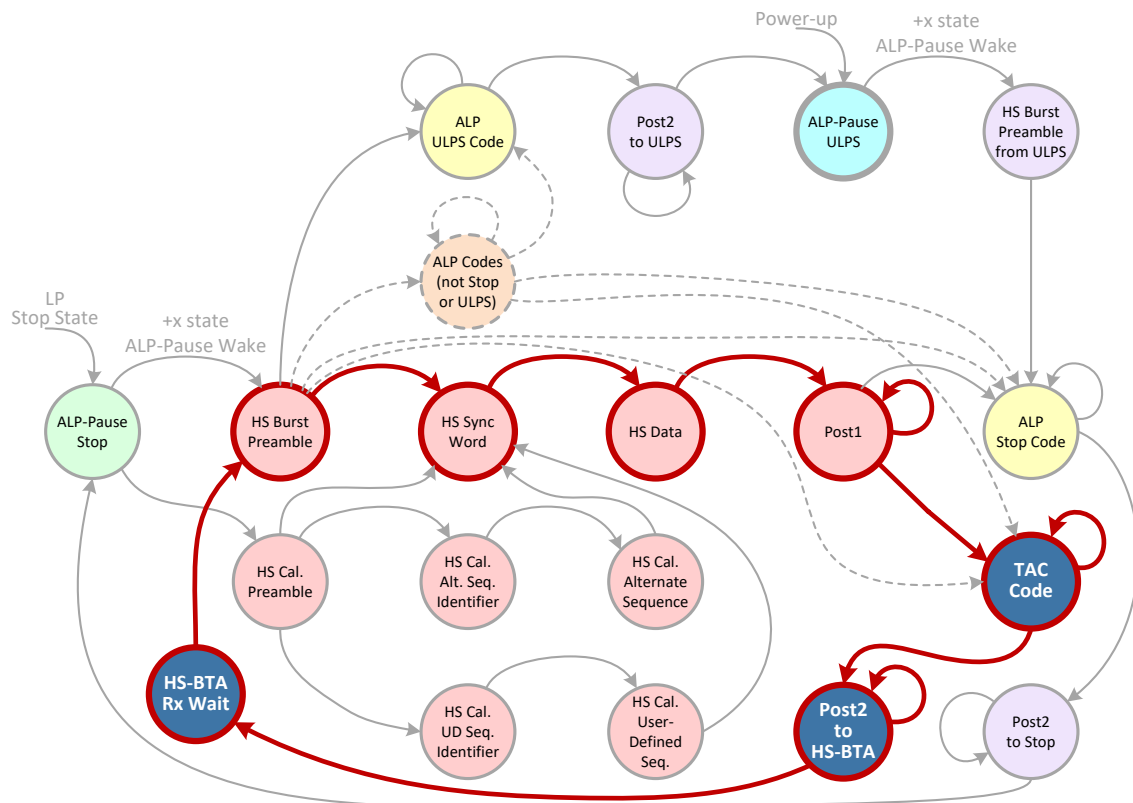 Power-up
+x state
ALP-Pause Wake
ALP
ULPS Code
Post2
to ULPS
ALP-Pause
ULPS
HS Burst
Preamble
from ULPS
ALP Codes
(not Stop
or ULPS)
LP
Stop State
+x state
ALP-Pause Wake
ALP-Pause
Stop
HS Burst
Preamble
HS Sync
Word
HS Data
Post1
ALP
Stop Code
HS Cal.
Preamble
HS Cal.
Alt. Seq.
Identifier
HS Cal.
Alternate
Sequence
TAC
Code
HS-BTA
Rx Wait
HS Cal.
UD Seq.
Identifier
HS Cal.
User-
Defined
Seq.
Post2
to
HS-BTA
Post2
to Stop